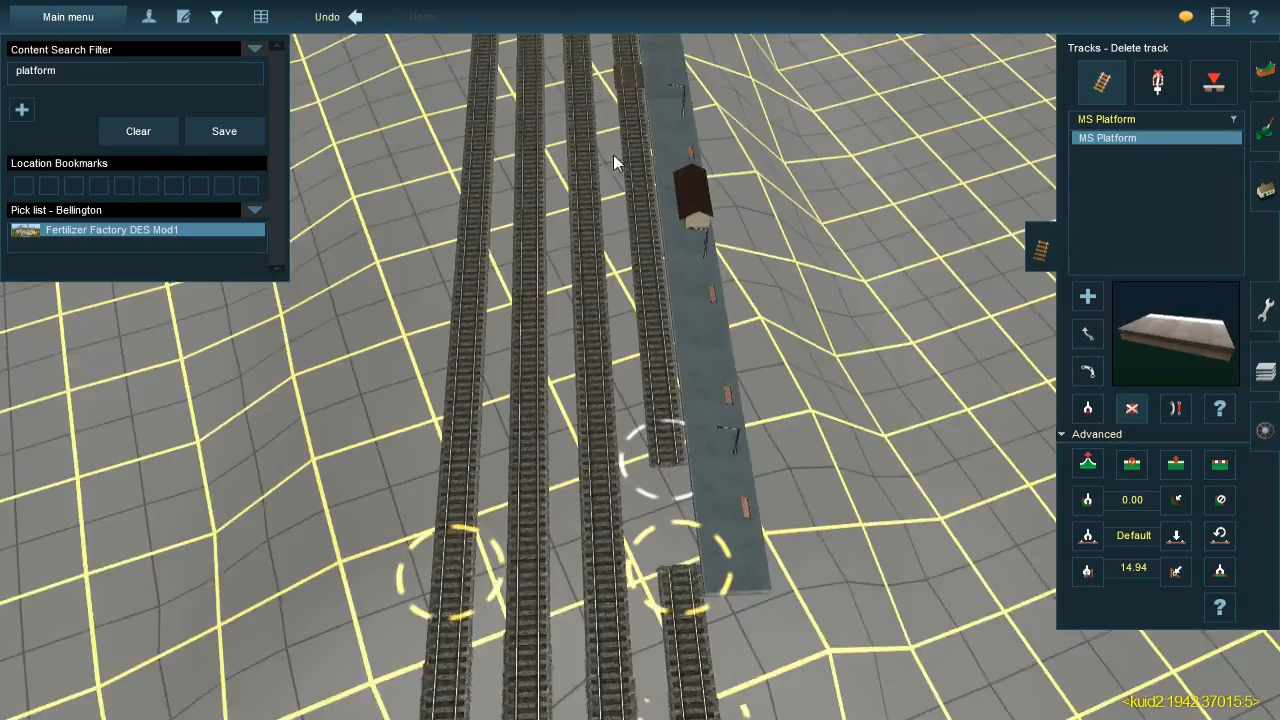 Main menu
Undo
Redo
?
Content Search Filter
platform
Clear
Save
Location Bookmarks
Pick list - Bellington
Fertilizer Factory DES Mod1
Tracks - Delete track
MS Platform
MS Platform
?
Advanced
0.00
Default
14.94
?
<kuid2:1942:37015:5>